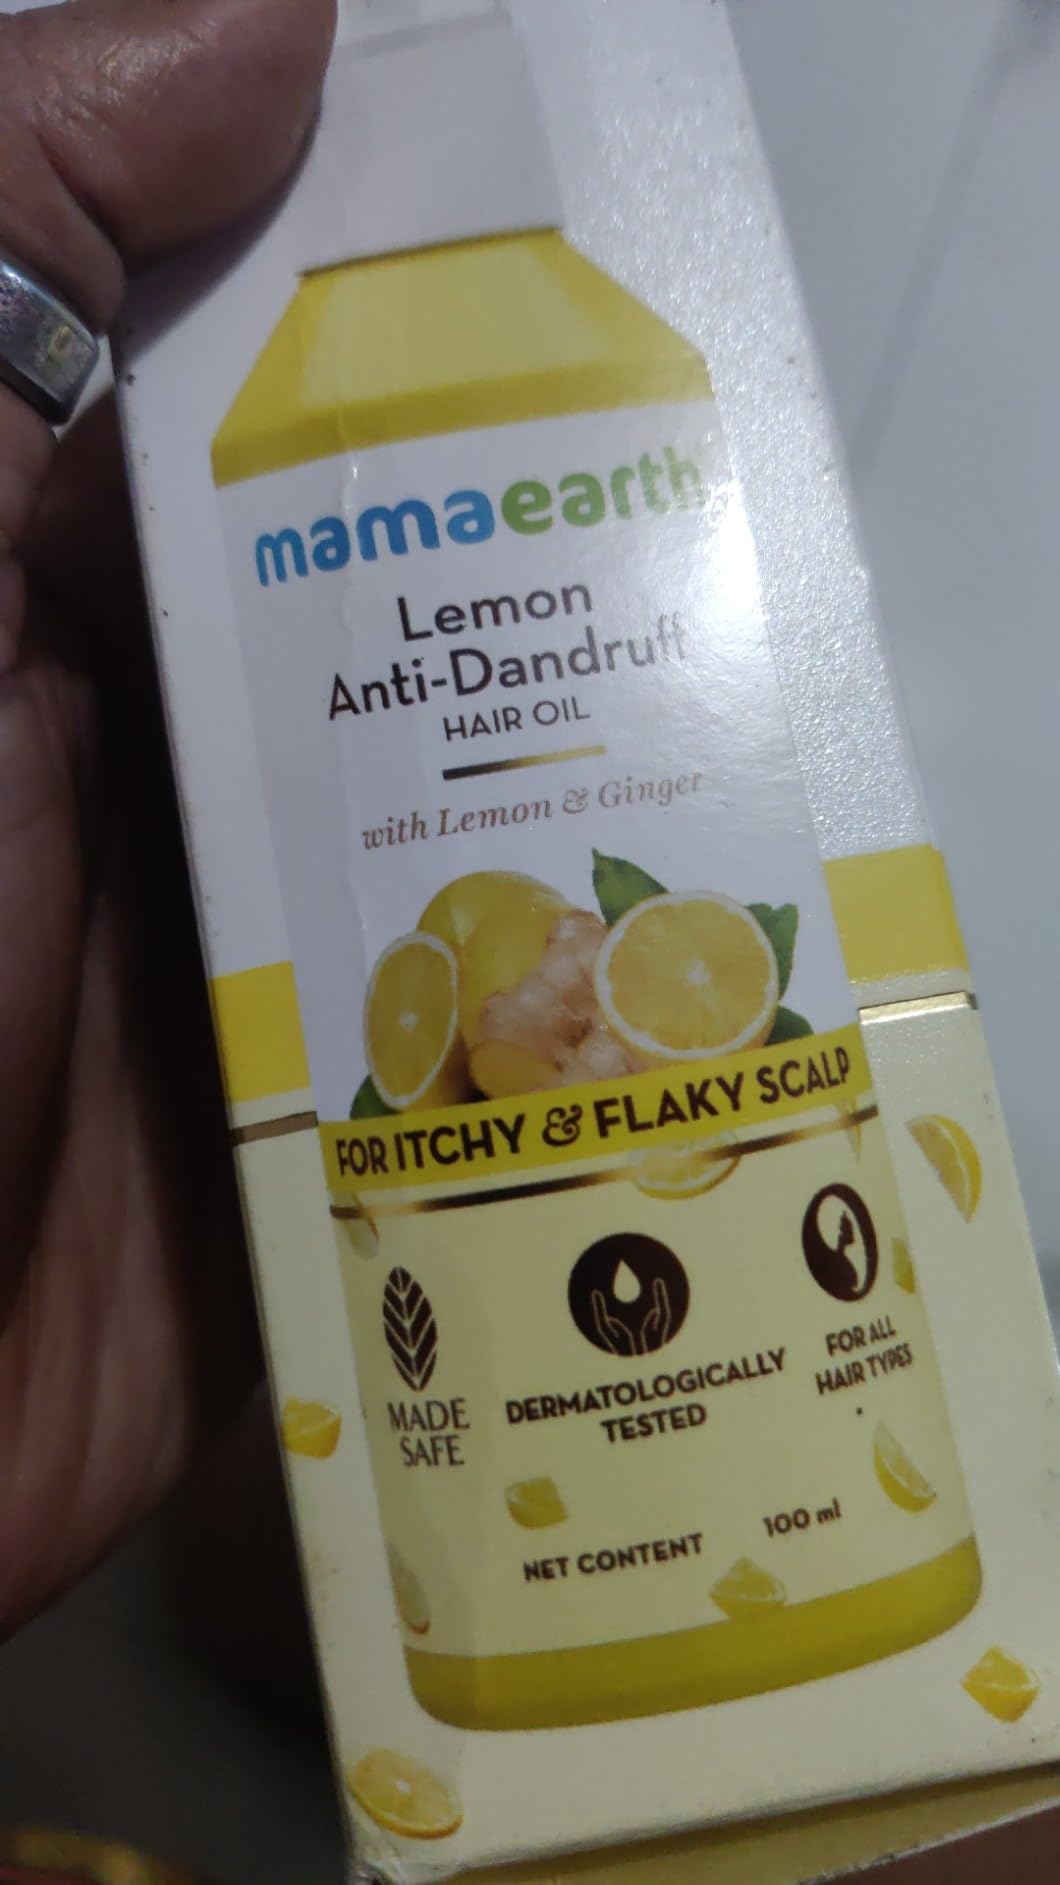 mamaearth
Lemon
Anti-Dandruff
HAIR OIL
with Lemon & Ginger
FOR ITCHY & FLAKY SCALP
MADE
SAFE
DERMATOLOGICALLY
TESTED
FOR ALL
HAIR TYPES
NET CONTENT 100 ml